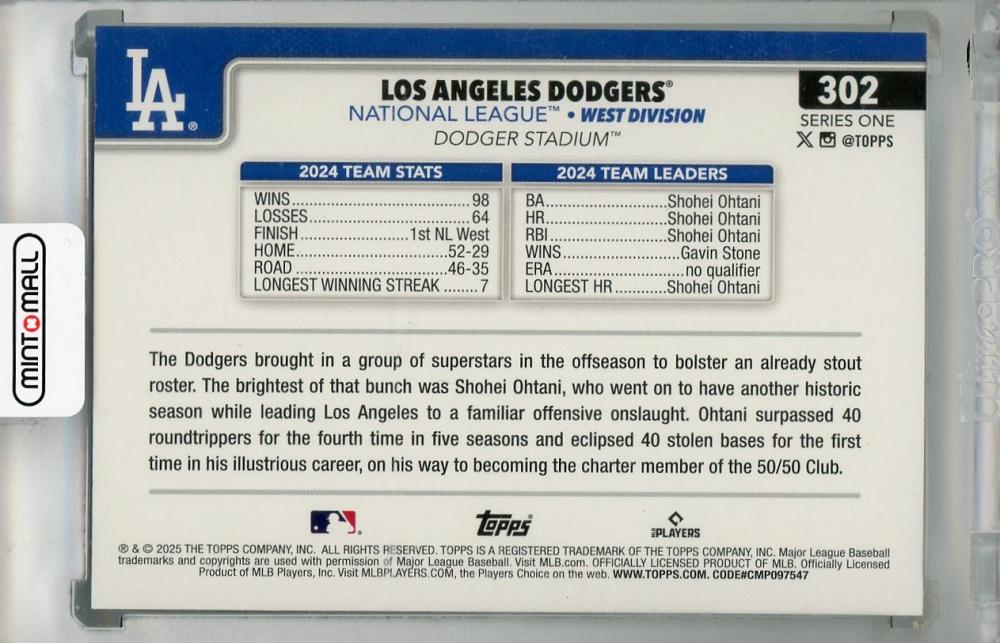 LA®
LOS ANGELES DODGERS®
NATIONAL LEAGUE™ • WEST DIVISION
DODGER STADIUM™
302
SERIES ONE
X @TOPPS
2024 TEAM STATS
WINS 98
LOSSES 64
FINISH 1st NL West
HOME 52-29
ROAD 46-35
LONGEST WINNING STREAK 7
2024 TEAM LEADERS
BA Shohei Ohtani
HR Shohei Ohtani
RBI Shohei Ohtani
WINS Gavin Stone
ERA no qualifier
LONGEST HR Shohei Ohtani
The Dodgers brought in a group of superstars in the offseason to bolster an already stout
roster. The brightest of that bunch was Shohei Ohtani, who went on to have another historic
season while leading Los Angeles to a familiar offensive onslaught. Ohtani surpassed 40
roundtrippers for the fourth time in five seasons and eclipsed 40 stolen bases for the first
time in his illustrious career, on his way to becoming the charter member of the 50/50 Club.
Topps
PLAYERS
® & © 2025 THE TOPPS COMPANY, INC. ALL RIGHTS RESERVED. TOPPS IS A REGISTERED TRADEMARK OF THE TOPPS COMPANY, INC. Major League Baseball
trademarks and copyrights are used with permission of Major League Baseball. Visit MLB.com. OFFICIALLY LICENSED PRODUCT OF MLB. Officially Licensed
Product of MLB Players, Inc. Visit MLBPLAYERS.COM, the Players Choice on the web. WWW.TOPPS.COM. CODE#CMP097547
MINTMALL